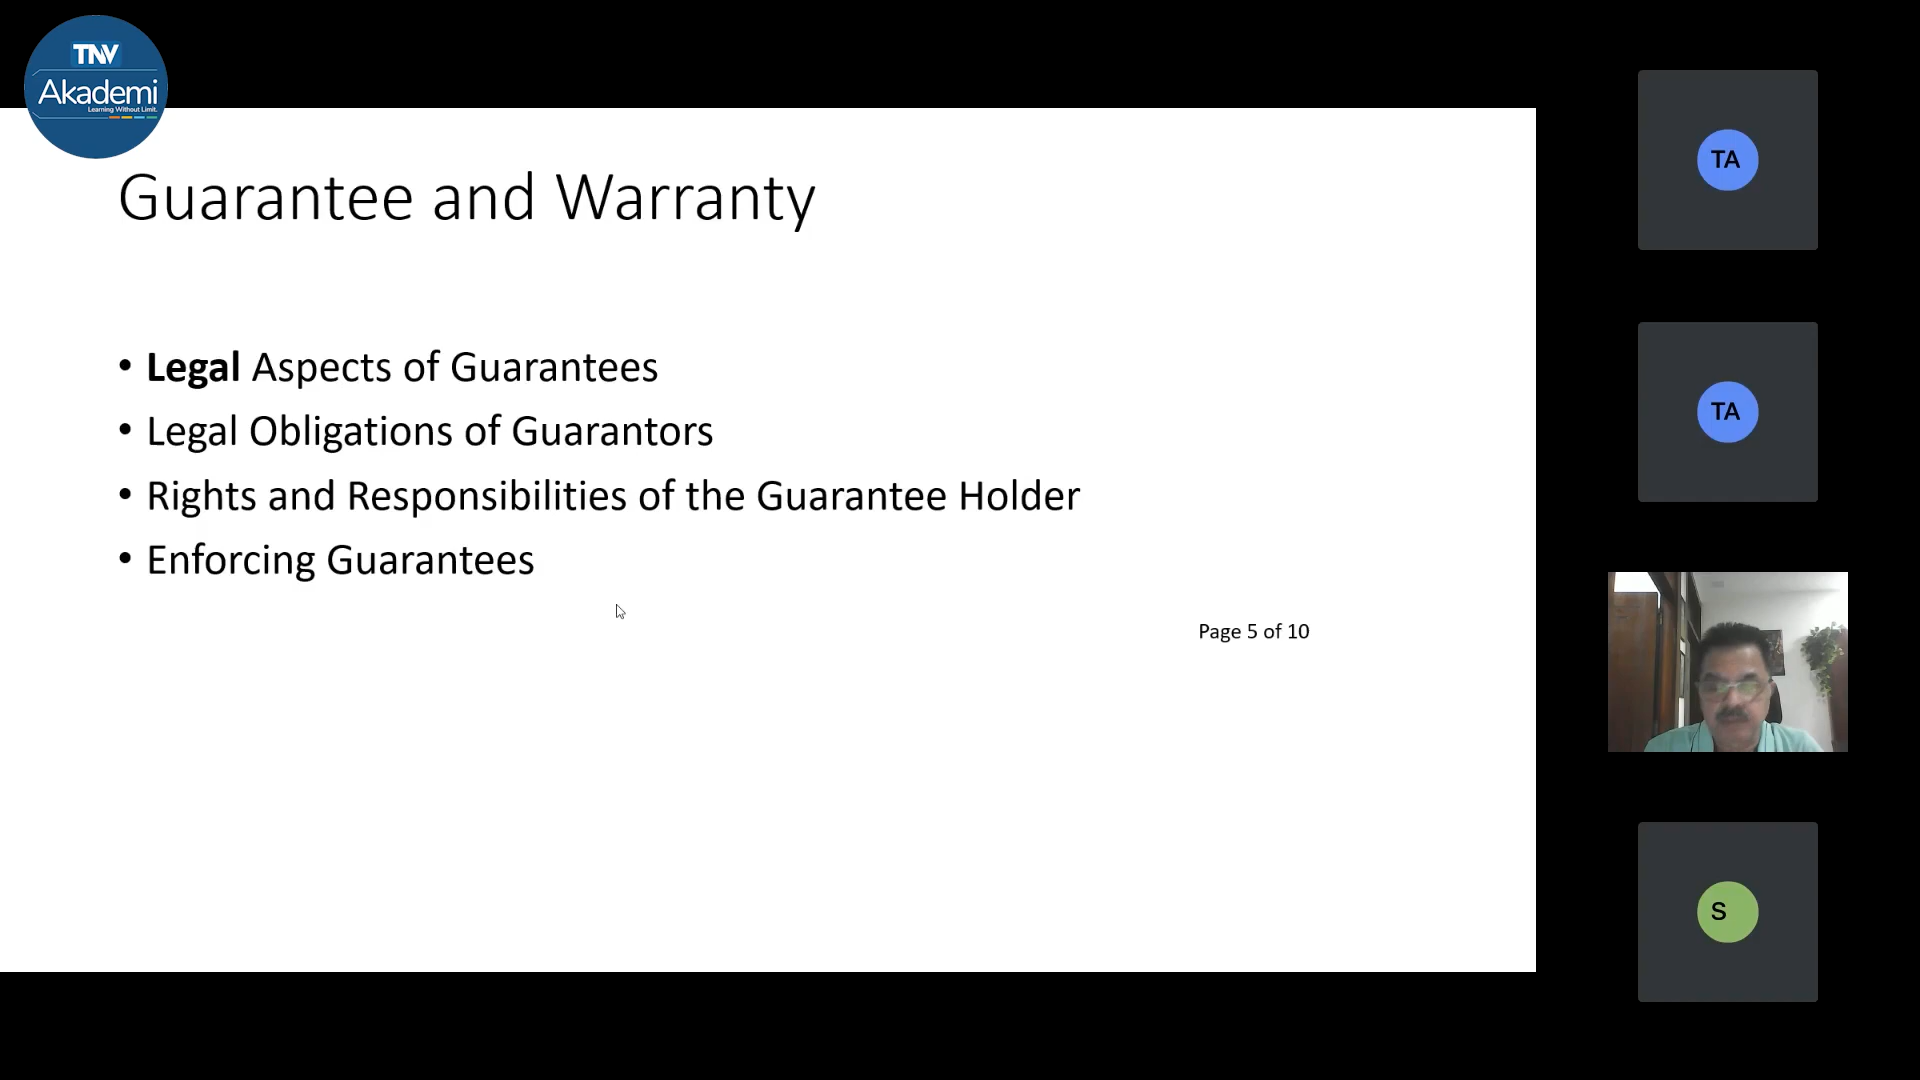 TNV
Akademi
Learning Without Limit.
Guarantee and Warranty
• Legal Aspects of Guarantees
• Legal Obligations of Guarantors
• Rights and Responsibilities of the Guarantee Holder
• Enforcing Guarantees
Page 5 of 10
TA
TA
S